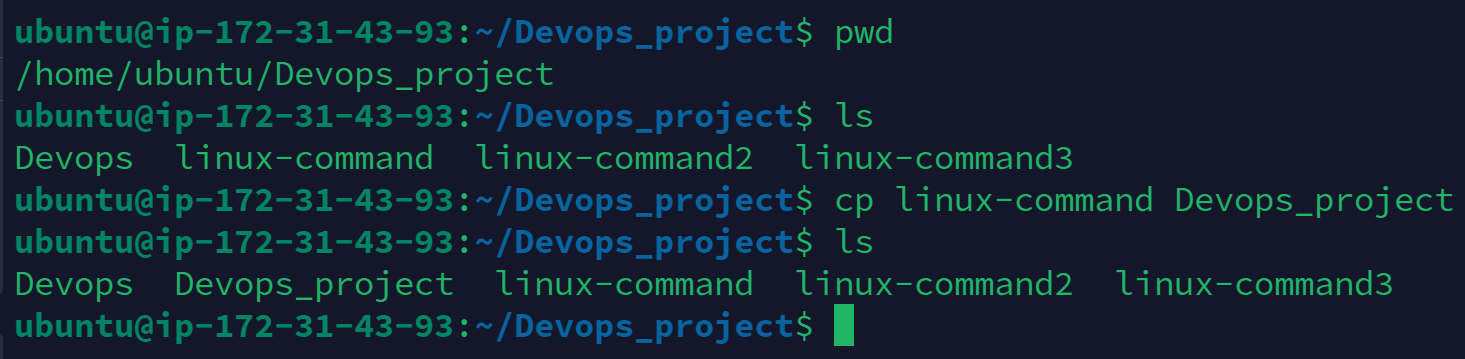 ubuntu@ip-172-31-43-93:~/Devops_project$ pwd
/home/ubuntu/Devops_project
ubuntu@ip-172-31-43-93:~/Devops_project$ ls
Devops  linux-command  linux-command2  linux-command3
ubuntu@ip-172-31-43-93:~/Devops_project$ cp linux-command Devops_project
ubuntu@ip-172-31-43-93:~/Devops_project$ ls
Devops  Devops_project  linux-command  linux-command2  linux-command3
ubuntu@ip-172-31-43-93:~/Devops_project$